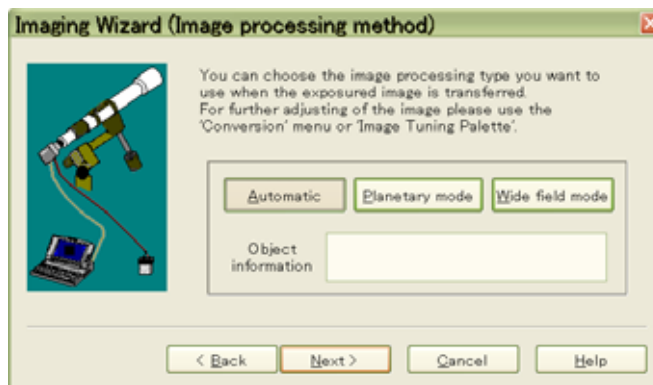 Imaging Wizard (Image processing method)
You can choose the image processing type you want to
use when the exposured image is transferred.
For further adjusting of the image please use the
'Conversion' menu or 'Image Tuning Palette'.
Automatic Planetary mode Wide field mode
Object
information
< Back Next > Cancel Help